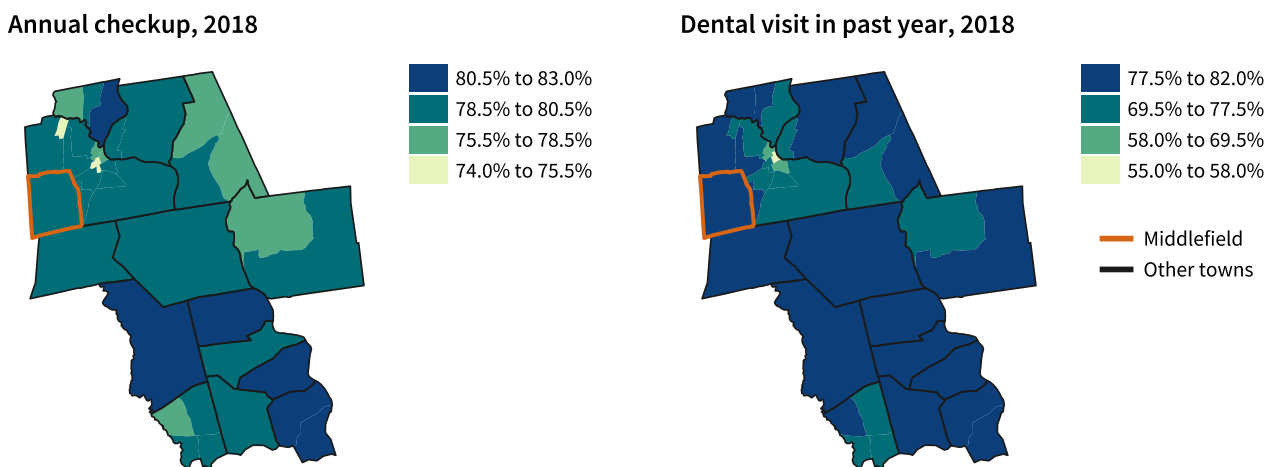 Annual checkup, 2018
80.5% to 83.0%
78.5% to 80.5%
75.5% to 78.5%
74.0% to 75.5%
Dental visit in past year, 2018
77.5% to 82.0%
69.5% to 77.5%
58.0% to 69.5%
55.0% to 58.0%
Middlefield
Other towns